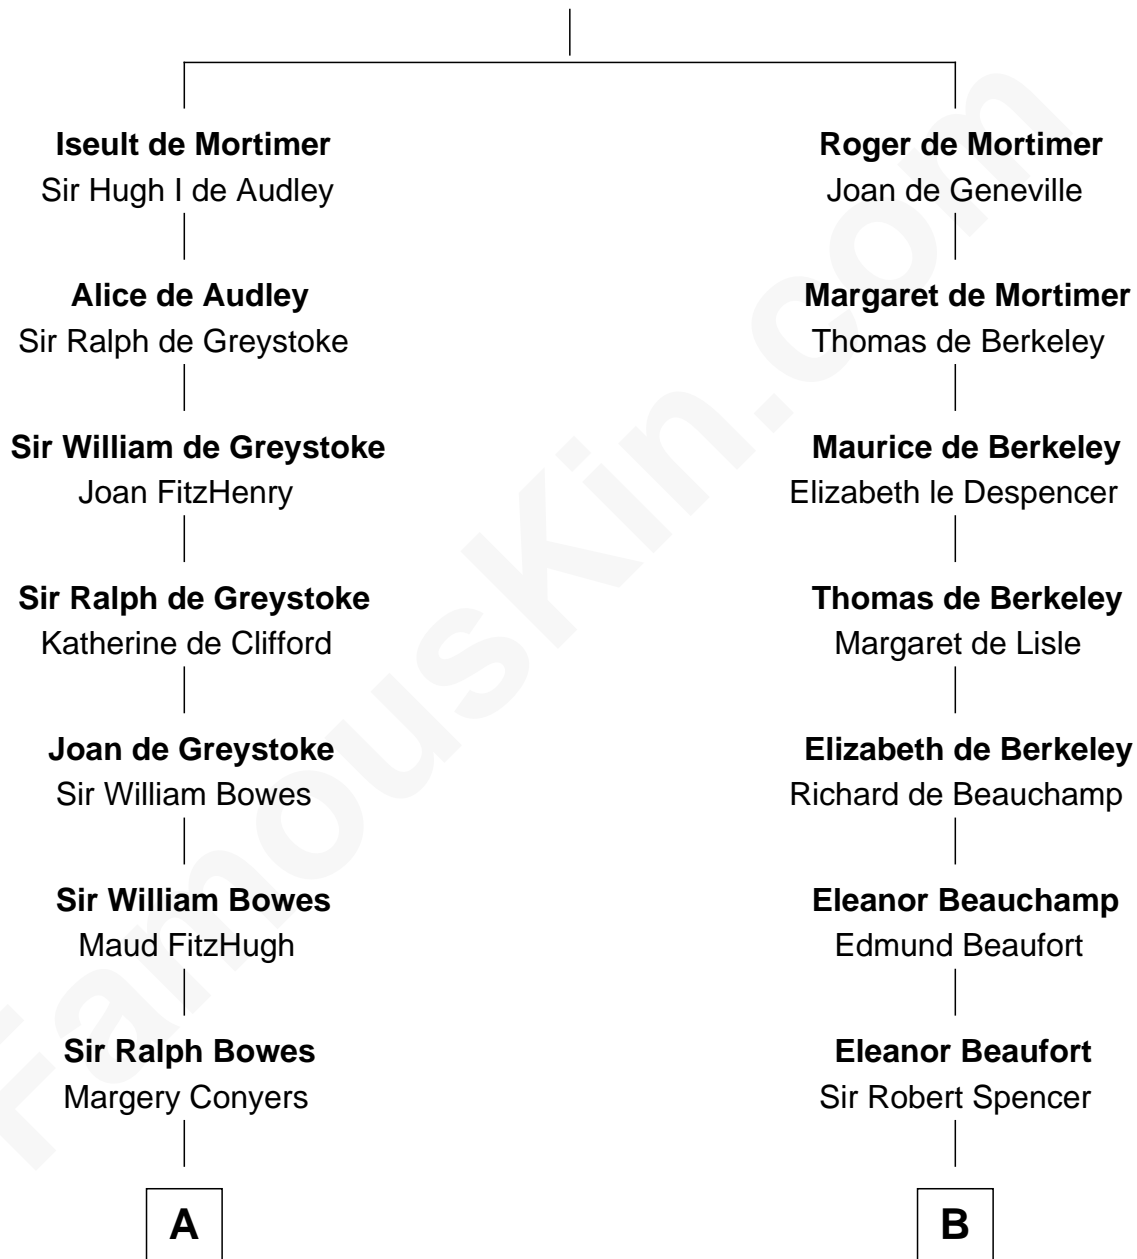 Iseult de Mortimer
Sir Hugh I de Audley
Alice de Audley
Sir Ralph de Greystoke
Sir William de Greystoke
Joan FitzHenry
Sir Ralph de Greystoke
Katherine de Clifford
Joan de Greystoke
Sir William Bowes
Sir William Bowes
Maud FitzHugh
Sir Ralph Bowes
Margery Conyers
A
Roger de Mortimer
Joan de Geneville
Margaret de Mortimer
Thomas de Berkeley
Maurice de Berkeley
Elizabeth le Despencer
Thomas de Berkeley
Margaret de Lisle
Elizabeth de Berkeley
Richard de Beauchamp
Eleanor Beauchamp
Edmund Beaufort
Eleanor Beaufort
Sir Robert Spencer
B
FamousKin.com